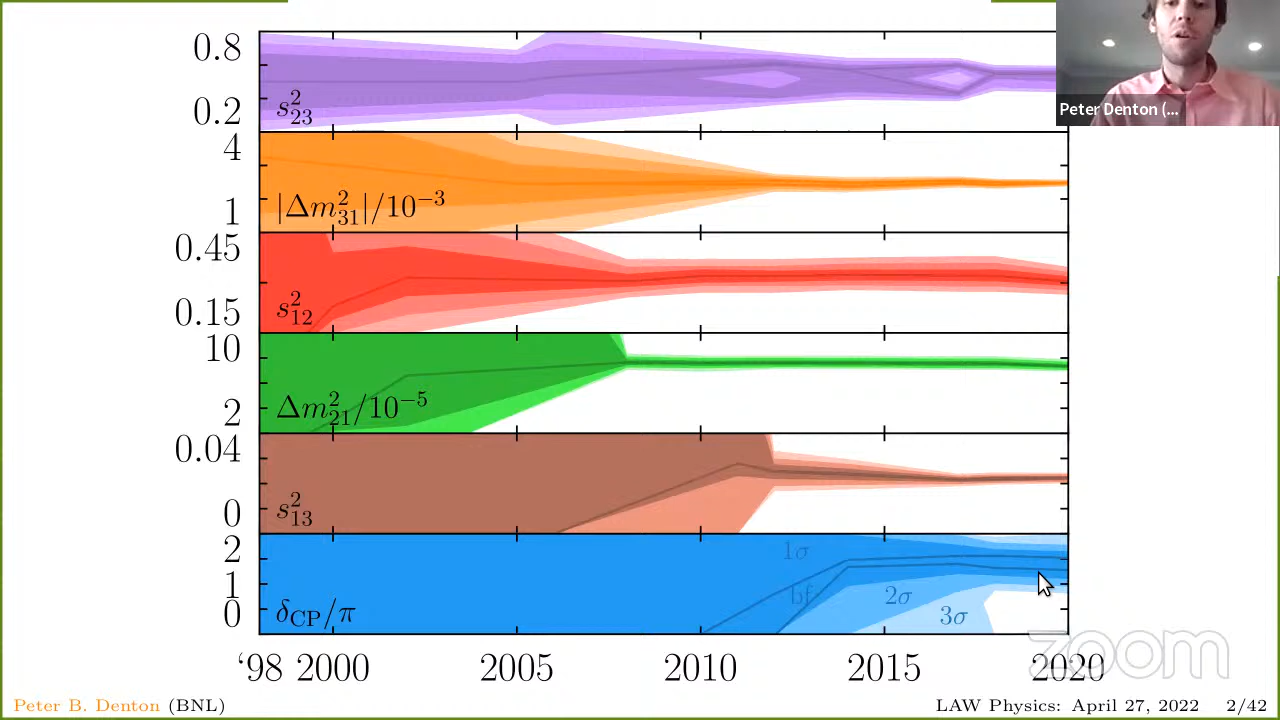 0.8
0.2
s²₂₃
Peter Denton (...
4
1
|Δm²₃₁|/10⁻³
0.45
0.15
s²₁₂
10
2
Δm²₂₁/10⁻⁵
0.04
0
s²₁₃
2
1
0
δCP/π
1σ
bf
2σ
3σ
zoom
‘98 2000 2005 2010 2015 2020
Peter B. Denton (BNL) LAW Physics: April 27, 2022 2/42